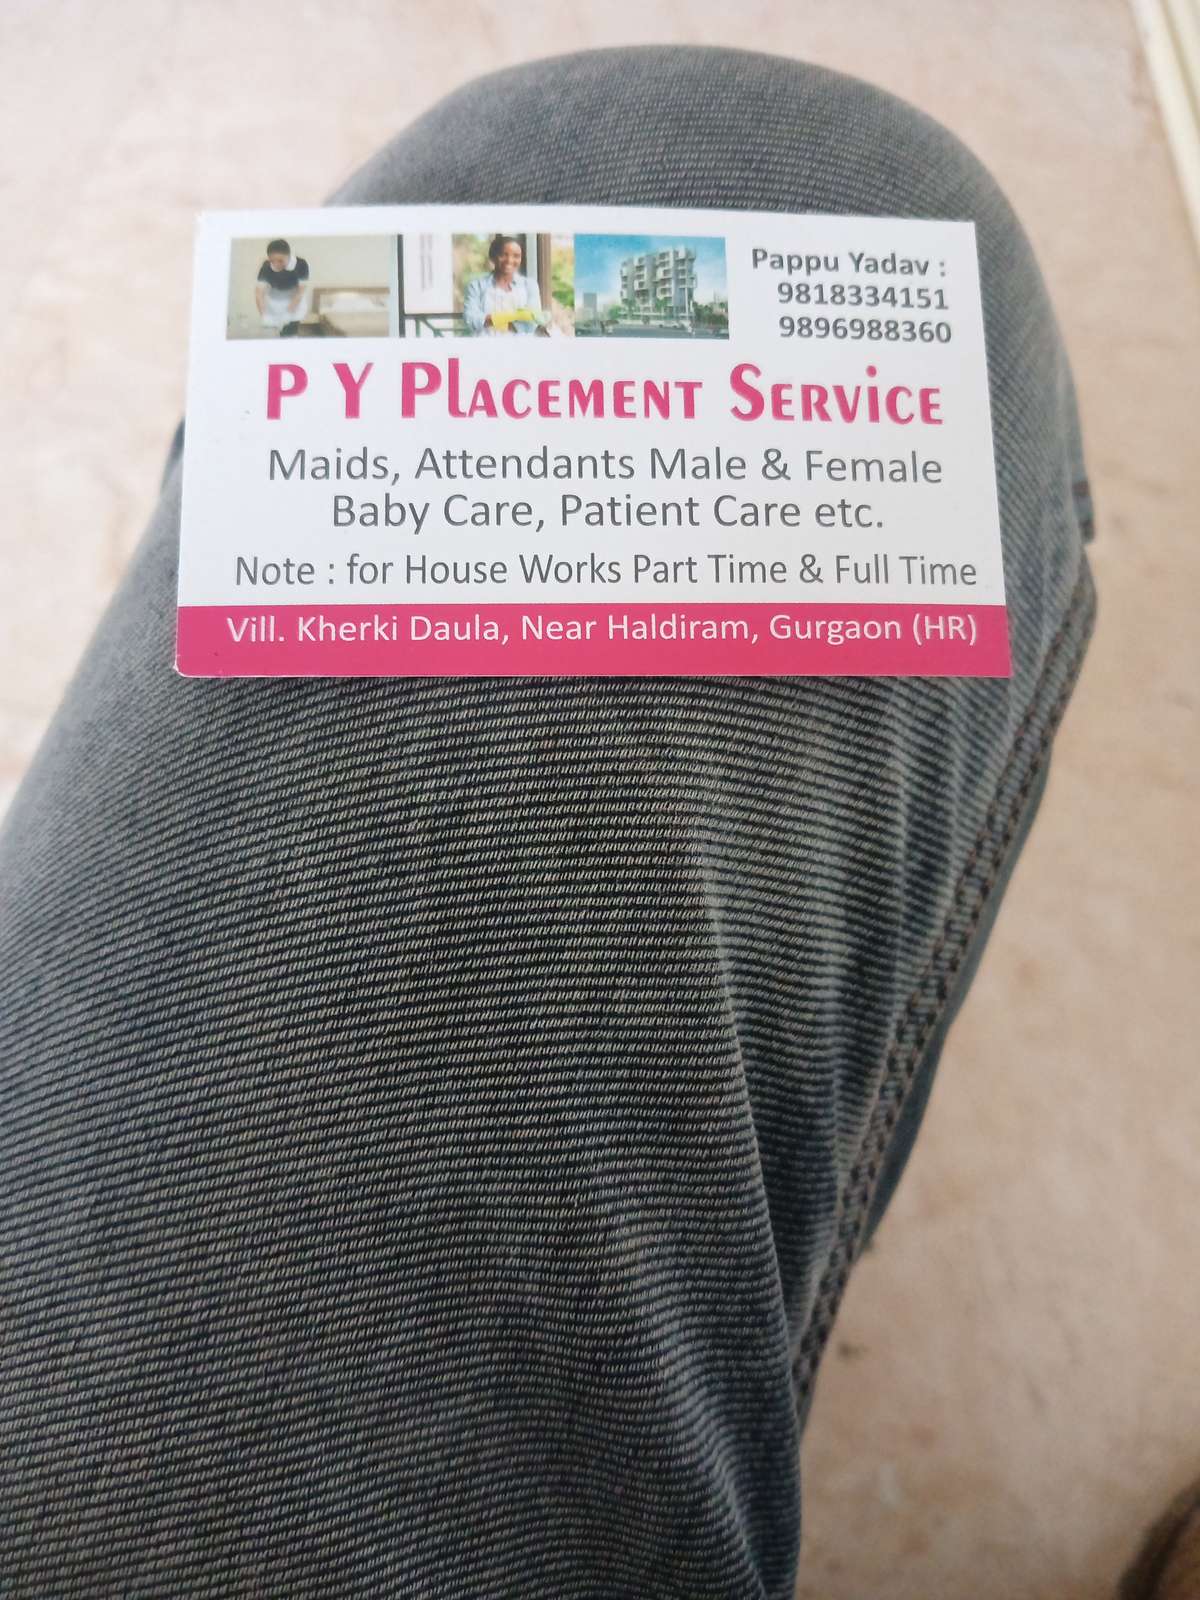 Pappu Yadav :
9818334151
9896988360
P Y Placement Service
Maids, Attendants Male & Female
Baby Care, Patient Care etc.
Note : for House Works Part Time & Full Time
Vill. Kherki Daula, Near Haldiram, Gurgaon (HR)